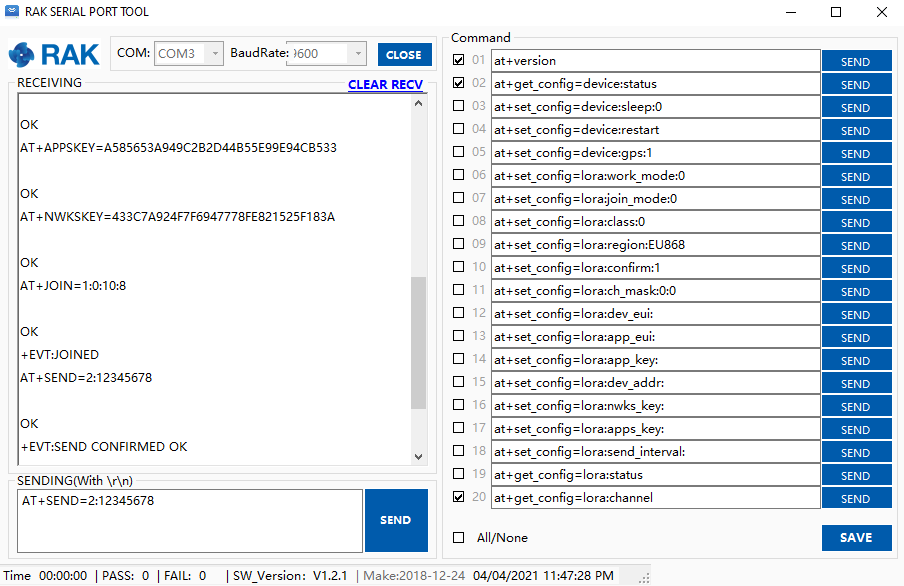 RAK SERIAL PORT TOOL
RAK
COM: COM3 BaudRate: 9600 CLOSE
RECEIVING
CLEAR RECV
OK
AT+APPSKEY=A585653A949C2B2D44B55E99E94CB533
OK
AT+NWKSKEY=433C7A924F7F6947778FE821525F183A
OK
AT+JOIN=1:0:10:8
OK
+EVT:JOINED
AT+SEND=2:12345678
OK
+EVT:SEND CONFIRMED OK
SENDING(With \r\n)
AT+SEND=2:12345678
SEND
Command
01 at+version SEND
02 at+get_config=device:status SEND
03 at+set_config=device:sleep:0 SEND
04 at+set_config=device:restart SEND
05 at+set_config=device:gps:1 SEND
06 at+set_config=lora:work_mode:0 SEND
07 at+set_config=lora:join_mode:0 SEND
08 at+set_config=lora:class:0 SEND
09 at+set_config=lora:region:EU868 SEND
10 at+set_config=lora:confirm:1 SEND
11 at+set_config=lora:ch_mask:0:0 SEND
12 at+set_config=lora:dev_eui: SEND
13 at+set_config=lora:app_eui: SEND
14 at+set_config=lora:app_key: SEND
15 at+set_config=lora:dev_addr: SEND
16 at+set_config=lora:nwks_key: SEND
17 at+set_config=lora:apps_key: SEND
18 at+set_config=lora:send_interval: SEND
19 at+get_config=lora:status SEND
20 at+get_config=lora:channel SEND
All/None
SAVE
Time 00:00:00 | PASS: 0 | FAIL: 0 | SW_Version: V1.2.1 | Make:2018-12-24 04/04/2021 11:47:28 PM